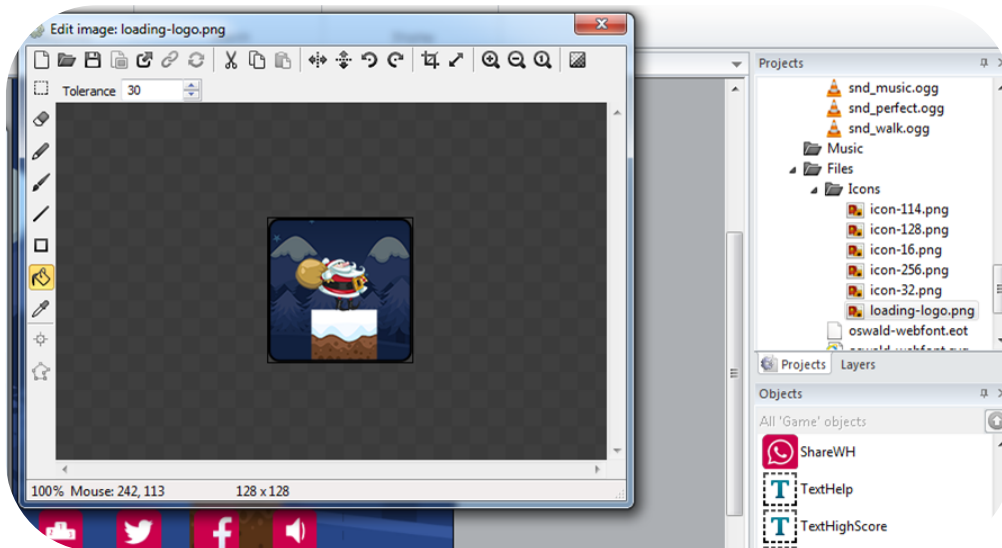 Edit image: loading-logo.png
Tolerance 30
100% Mouse: 242, 113 128 x 128
Projects
snd_music.ogg
snd_perfect.ogg
snd_walk.ogg
Music
Files
Icons
icon-114.png
icon-128.png
icon-16.png
icon-256.png
icon-32.png
loading-logo.png
oswald-webfont.eot
Projects Layers
Objects
All 'Game' objects
ShareWH
T TextHelp
T TextHighScore